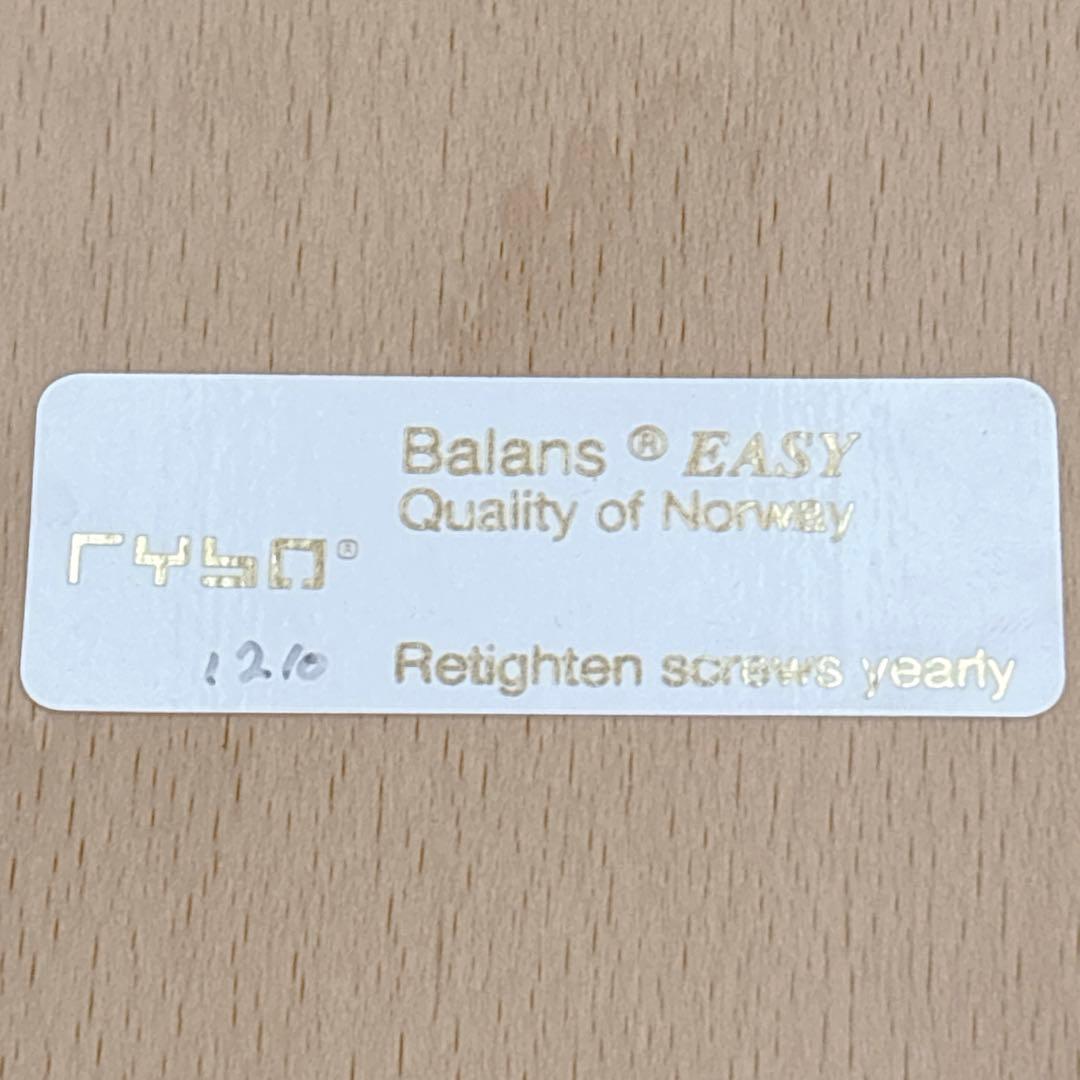 Balans ® EASY
Quality of Norway
rybo®
1210
Retighten screws yearly